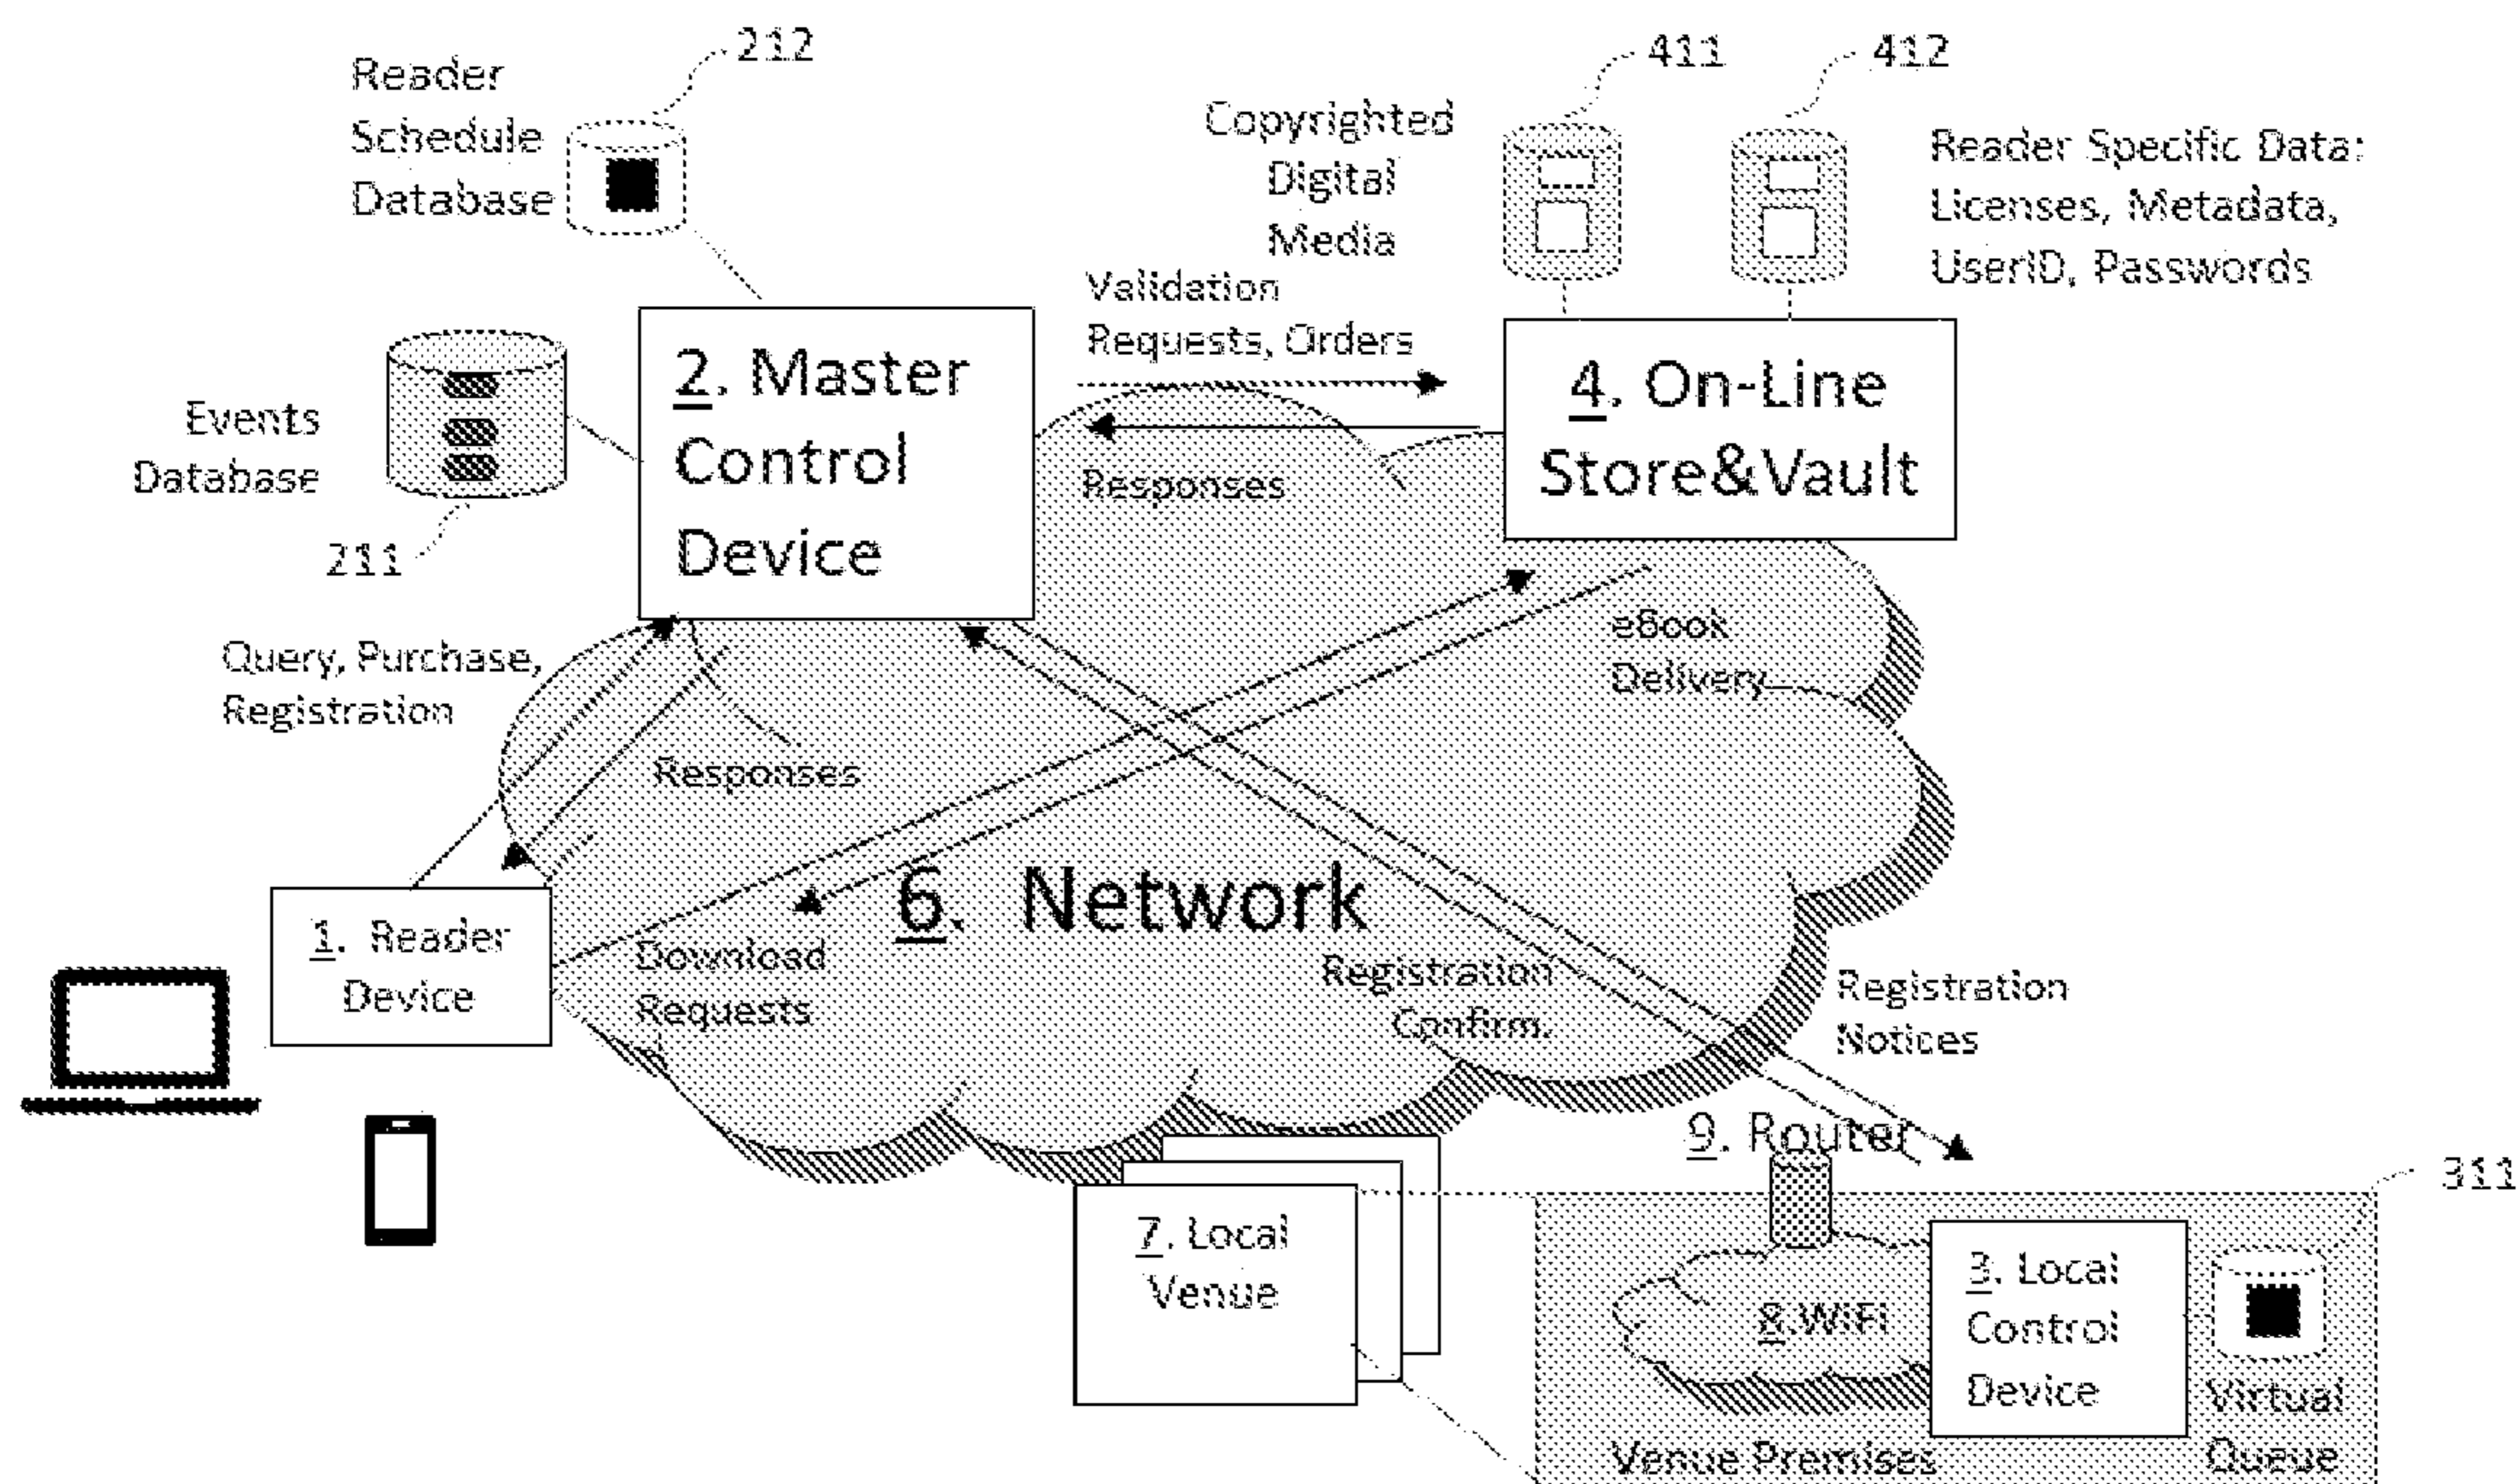 212
Reader
Schedule
Database
411
412
Copyrighted
Digital
Media
Reader Specific Data:
Licenses, Metadata,
UserID, Passwords
Validation
Requests, Orders
2. Master
Control
Device
4. On-Line
Store&Vault
Events
Database
Responses
211
Query, Purchase,
Registration
eBook
Delivery
Responses
6. Network
1. Reader
Device
Download
Requests
Registration
Confirm.
Registration
Notices
9. Router
311
7. Local
Venue
3. Local
Control
Device
8.WiFi
Virtual
Queue
Venue Premises